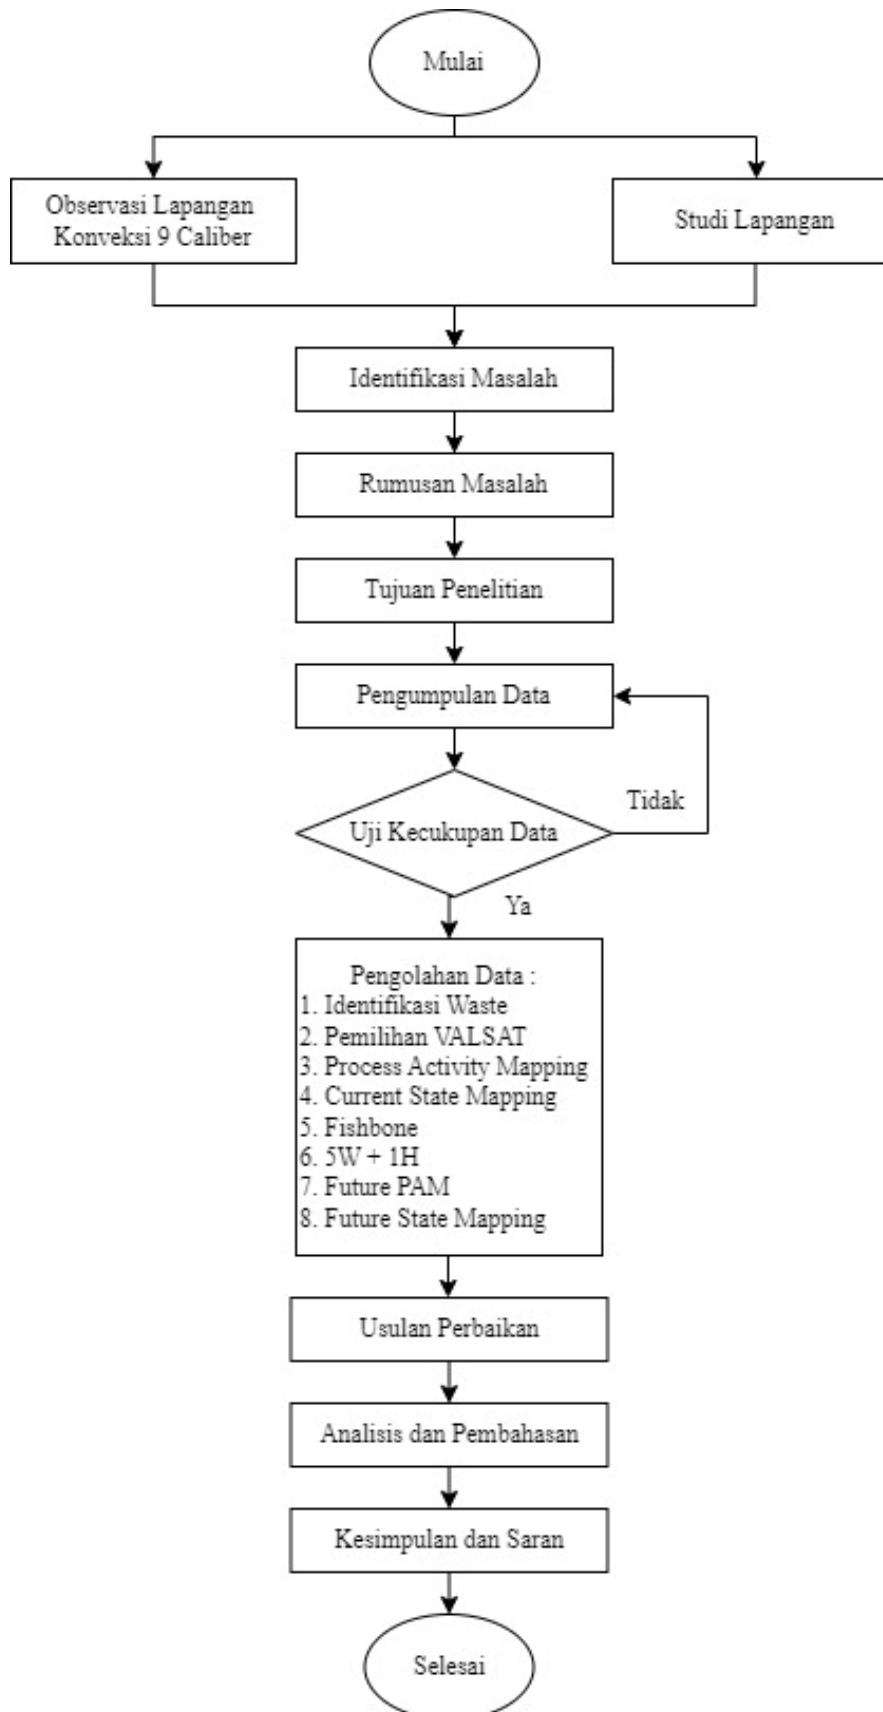 Mulai
Observasi Lapangan
Konveksi 9 Caliber
Studi Lapangan
Identifikasi Masalah
Rumusan Masalah
Tujuan Penelitian
Pengumpulan Data
Uji Kecukupan Data
Tidak
Ya
Pengolahan Data :
1. Identifikasi Waste
2. Pemilihan VALSAT
3. Process Activity Mapping
4. Current State Mapping
5. Fishbone
6. 5W + 1H
7. Future PAM
8. Future State Mapping
Usulan Perbaikan
Analisis dan Pembahasan
Kesimpulan dan Saran
Selesai